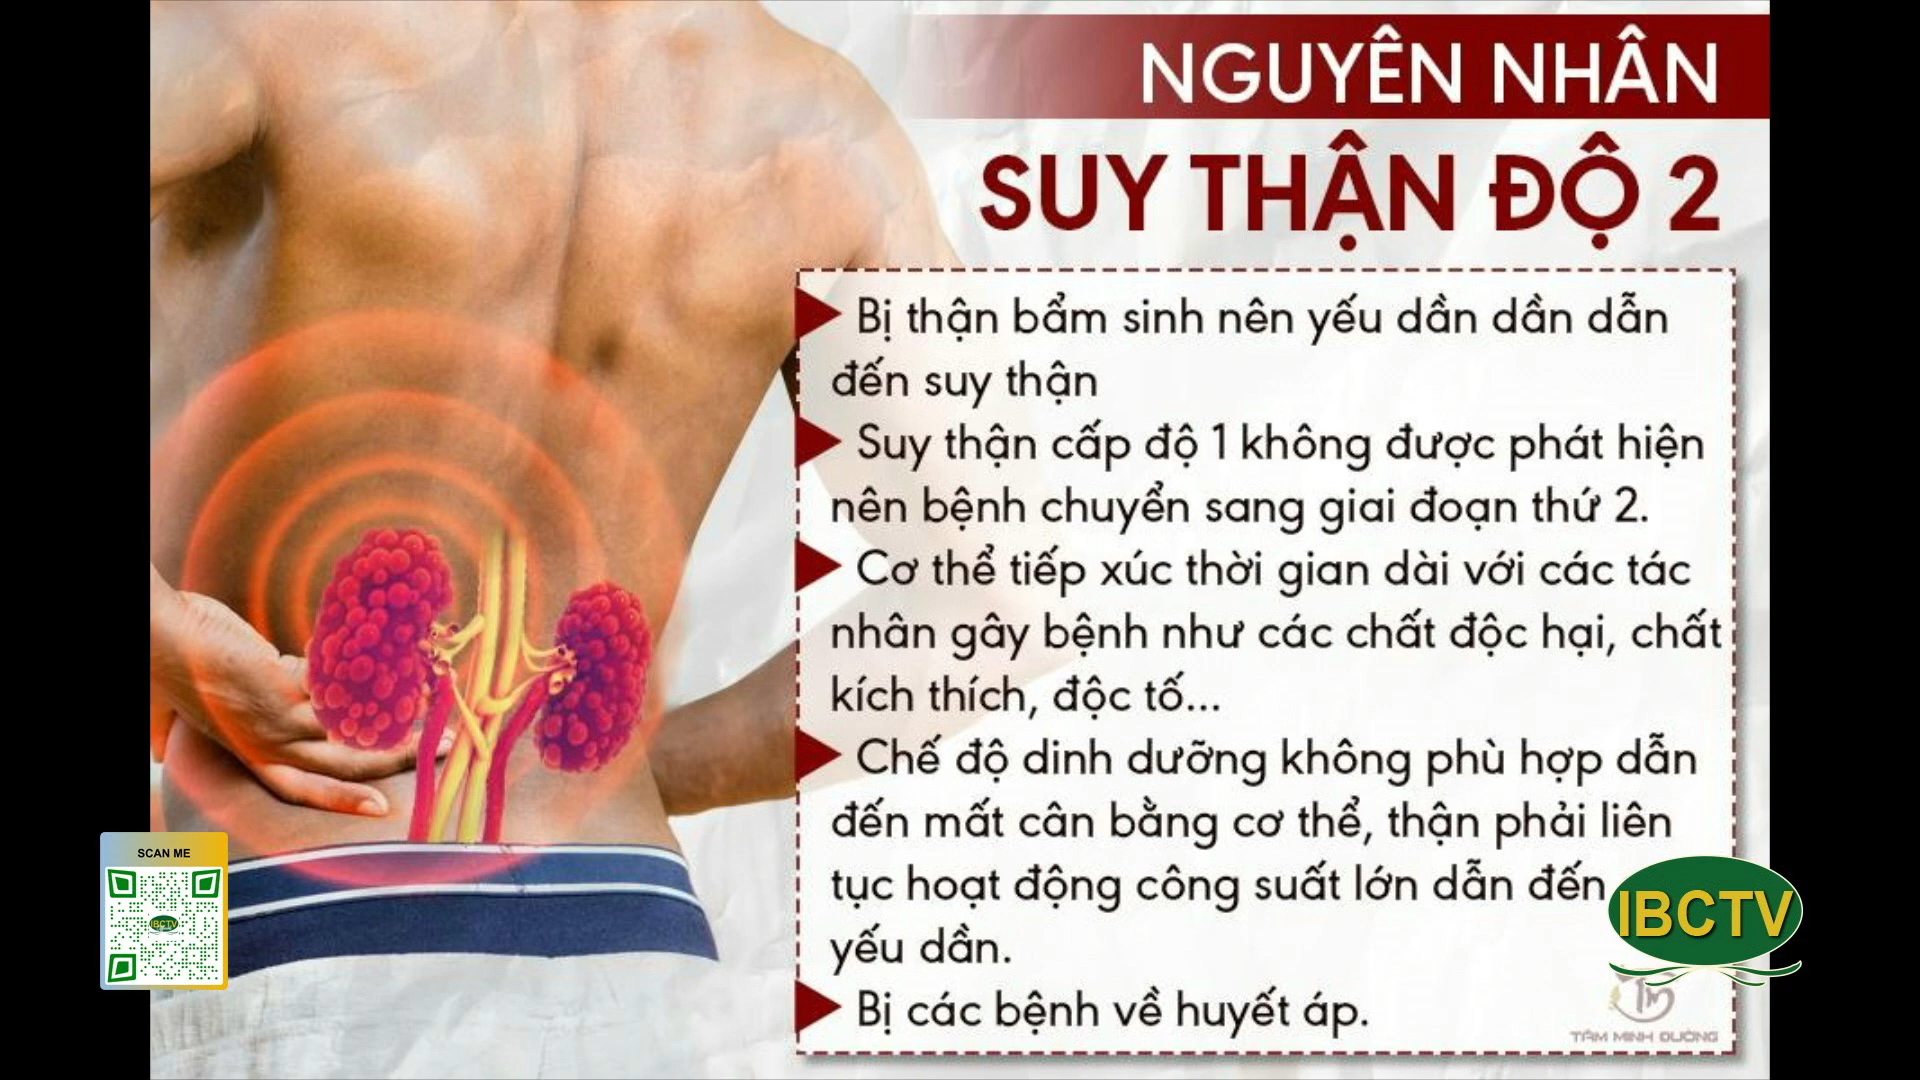 NGUYÊN NHÂN
SUY THẬN ĐỘ 2
Bị thận bẩm sinh nên yếu dần dần dẫn
đến suy thận
Suy thận cấp độ 1 không được phát hiện
nên bệnh chuyển sang giai đoạn thứ 2.
Cơ thể tiếp xúc thời gian dài với các tác
nhân gây bệnh như các chất độc hại, chất
kích thích, độc tố...
Chế độ dinh dưỡng không phù hợp dẫn
đến mất cân bằng cơ thể, thận phải liên
tục hoạt động công suất lớn dẫn đến
yếu dần.
Bị các bệnh về huyết áp.
SCAN ME
IBCTV
IBCTV
TÂM MINH ĐƯỜNG